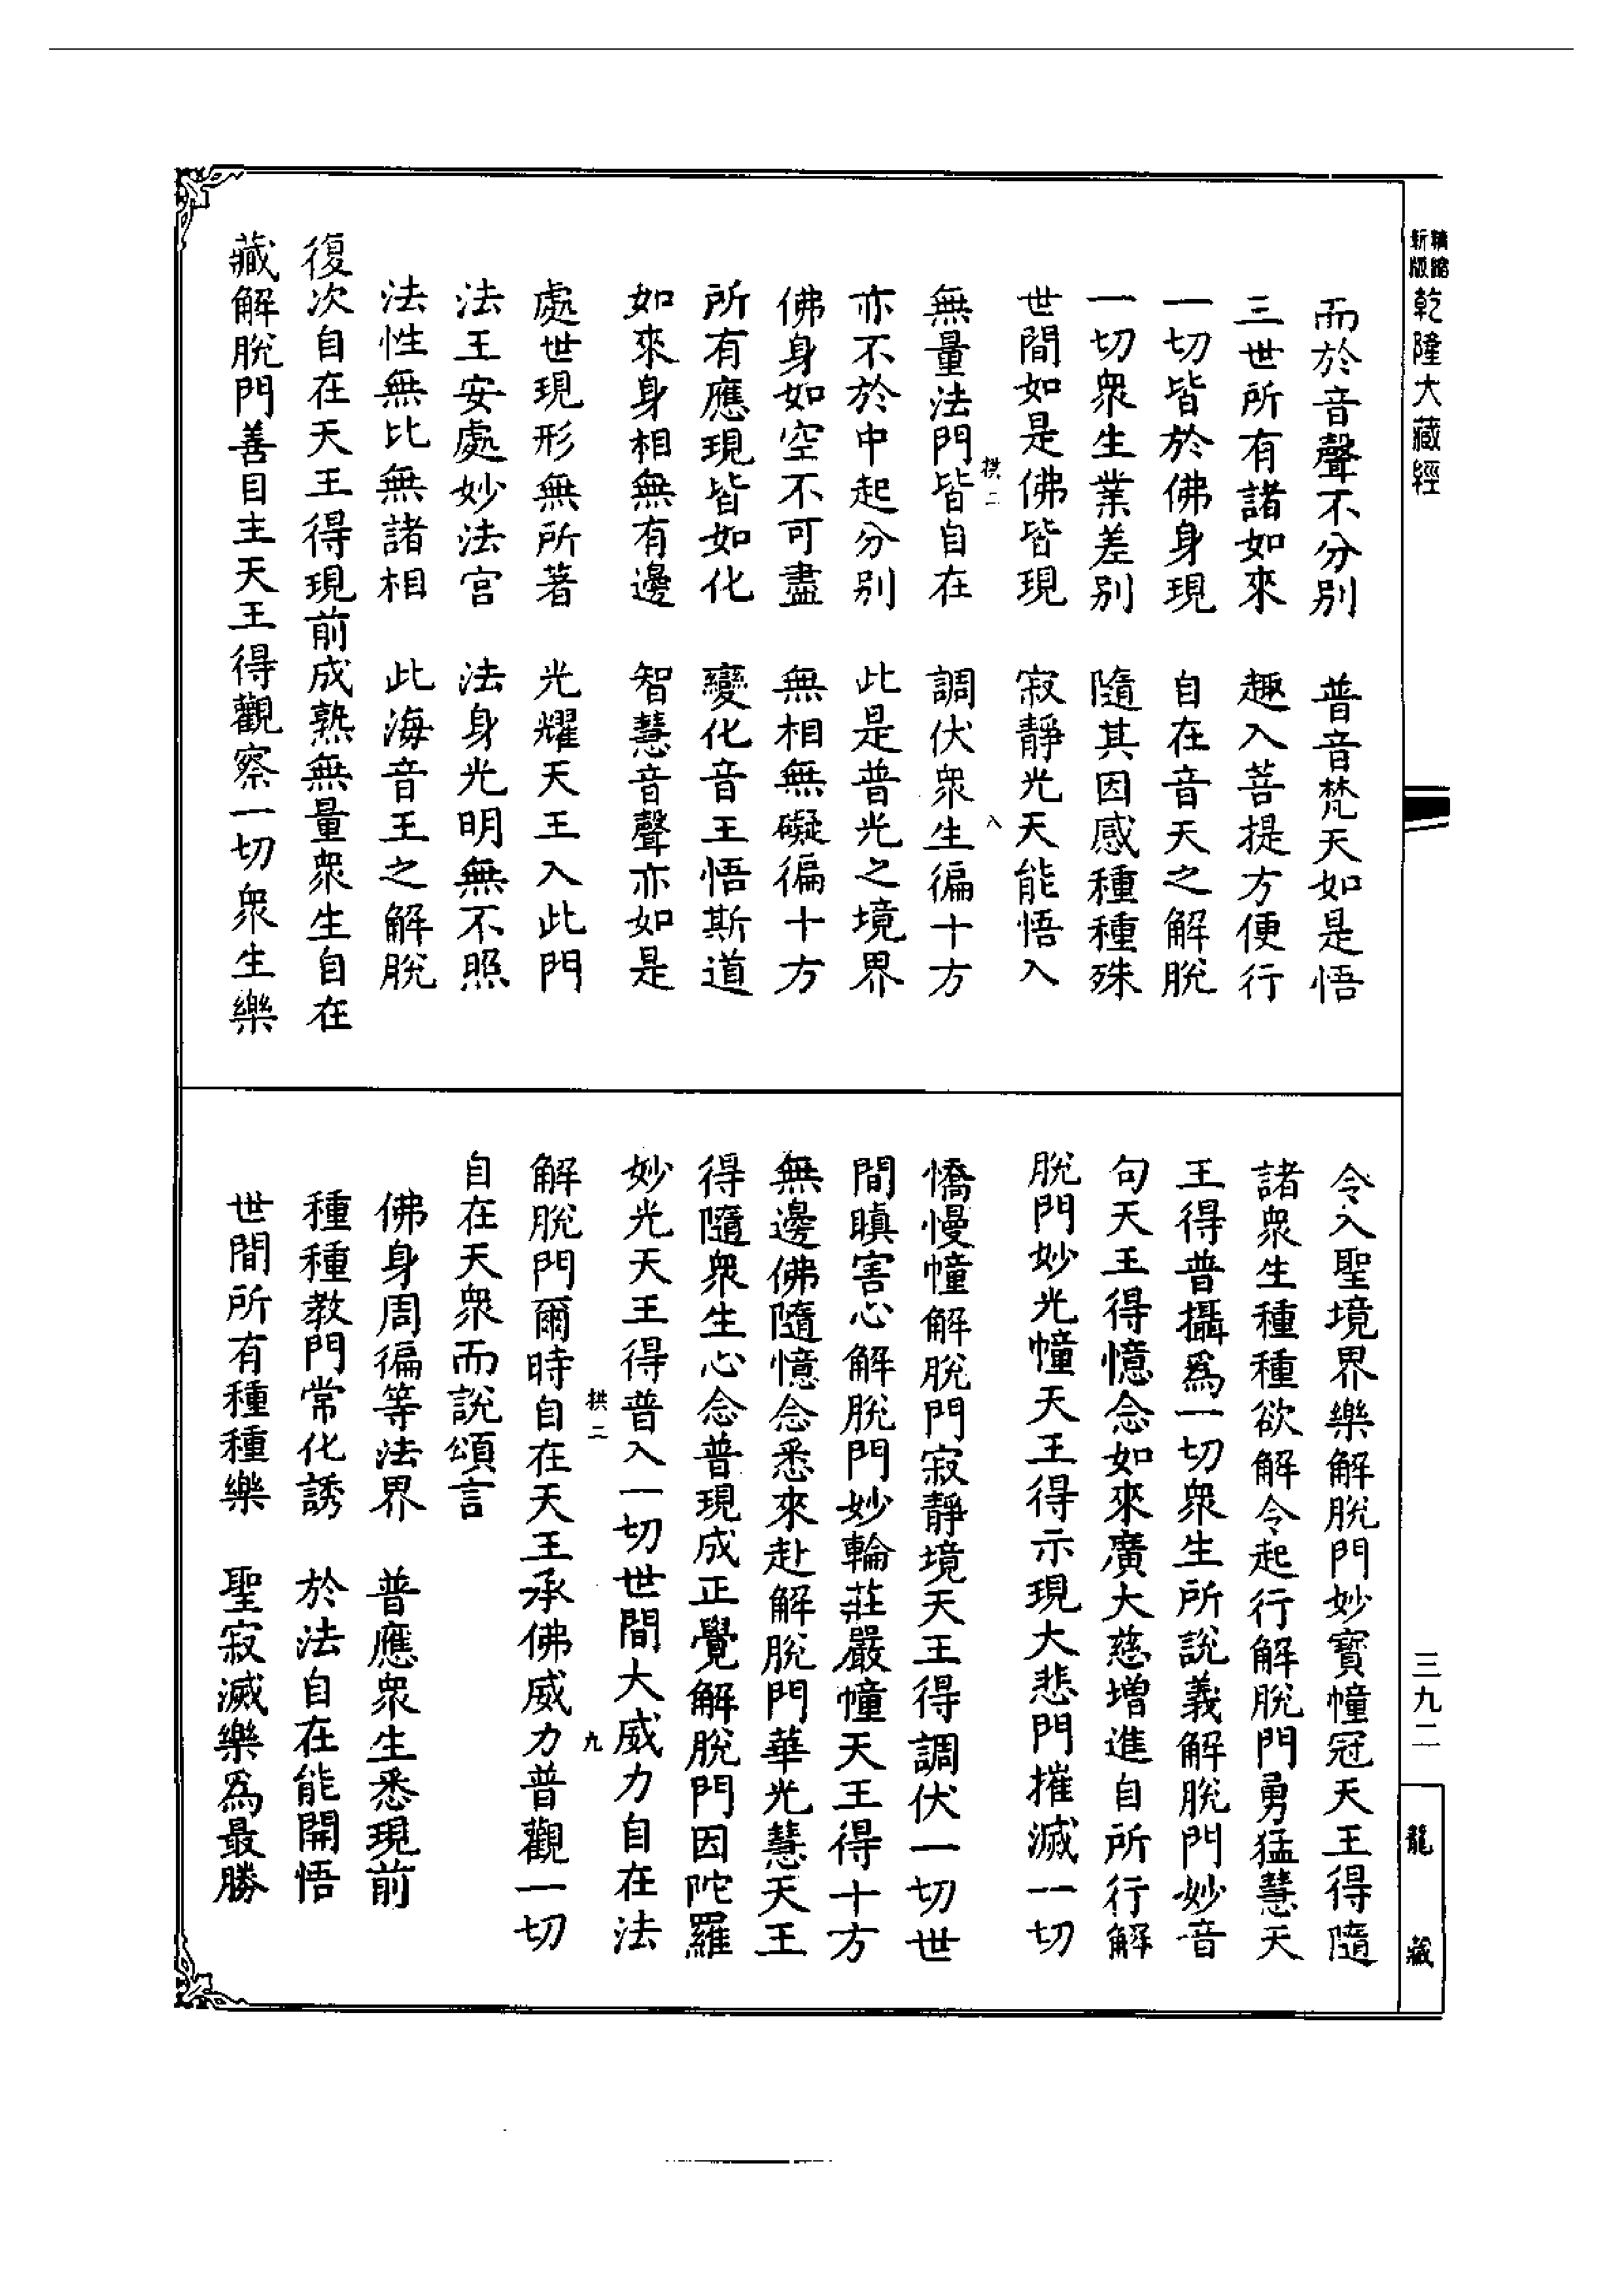 精縮新版乾隆大藏經
而於音聲不分別　普音梵天如是悟
三世所有諸如來　趣入菩提方便行
一切皆於佛身現　自在音天之解脫
一切衆生業差別　隨其因感種種殊
世間如是佛皆現　寂靜光天能悟入
拱二　八
無量法門皆自在　調伏衆生徧十方
亦不於中起分別　此是普光之境界
佛身如空不可盡　無相無礙徧十方
所有應現皆如化　變化音王悟斯道
如來身相無有邊　智慧音聲亦如是
處世現形無所著　光耀天王入此門
法王安處妙法宮　法身光明無不照
法性無比無諸相　此海音王之解脫
復次自在天王得現前成熟無量衆生自在
藏解脫門善目主天王得觀察一切衆生樂
令入聖境界樂解脫門妙寶幢冠天王得隨
諸衆生種種欲解令起行解脫門勇猛慧天
王得普攝爲一切衆生所說義解脫門妙音
句天王得憶念如來廣大慈增進自所行解
脫門妙光幢天王得示現大悲門摧滅一切
憍慢幢解脫門寂靜境天王得調伏一切世
間瞋害心解脫門妙輪莊嚴幢天王得十方
無邊佛隨憶念悉來赴解脫門華光慧天王
得隨衆生心念普現成正覺解脫門因陀羅
妙光天王得普入一切世間大威力自在法
拱二　九
解脫門爾時自在天王承佛威力普觀一切
自在天衆而說頌言
佛身周徧等法界　普應衆生悉現前
種種教門常化誘　於法自在能開悟
世間所有種種樂　聖寂滅樂爲最勝
三九二
龍藏